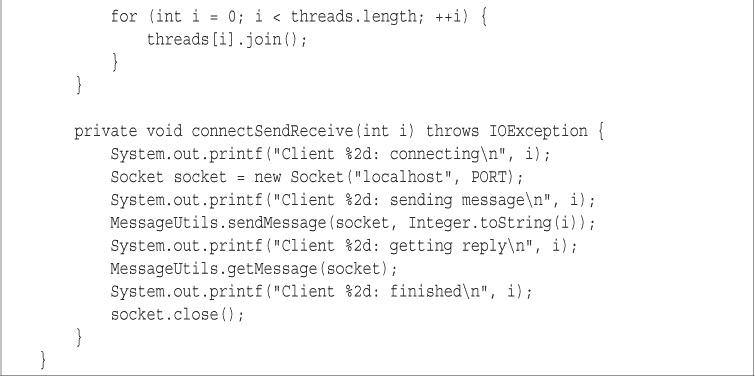 for (int i = 0; i < threads.length; ++i) {
            threads[i].join();
        }
    }

    private void connectSendReceive(int i) throws IOException {
        System.out.printf("Client %2d: connecting\n", i);
        Socket socket = new Socket("localhost", PORT);
        System.out.printf("Client %2d: sending message\n", i);
        MessageUtils.sendMessage(socket, Integer.toString(i));
        System.out.printf("Client %2d: getting reply\n", i);
        MessageUtils.getMessage(socket);
        System.out.printf("Client %2d: finished\n", i);
        socket.close();
    }
}